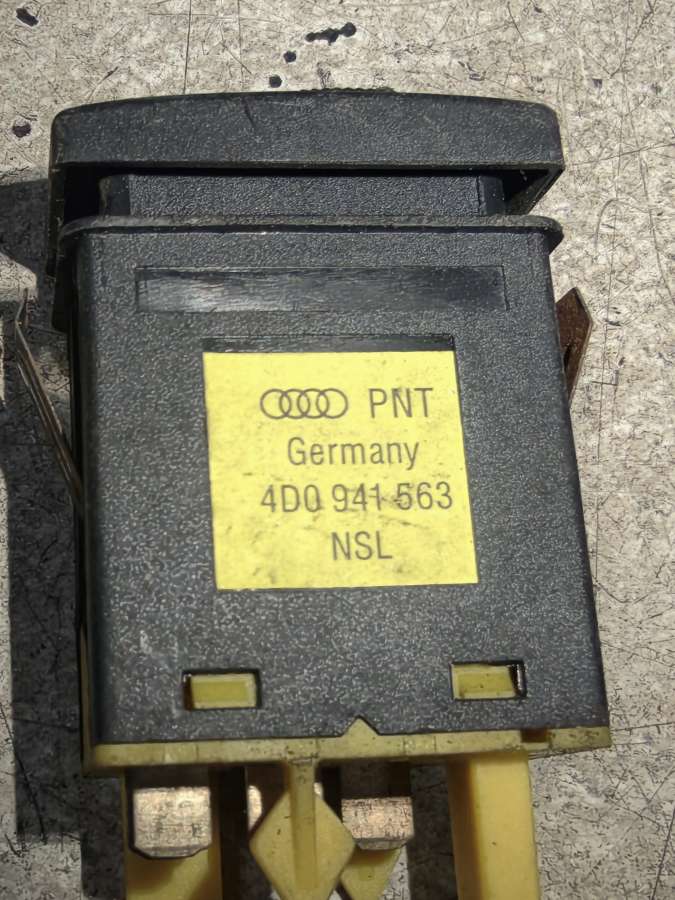 PNT
Germany
4D0 941 563
NSL